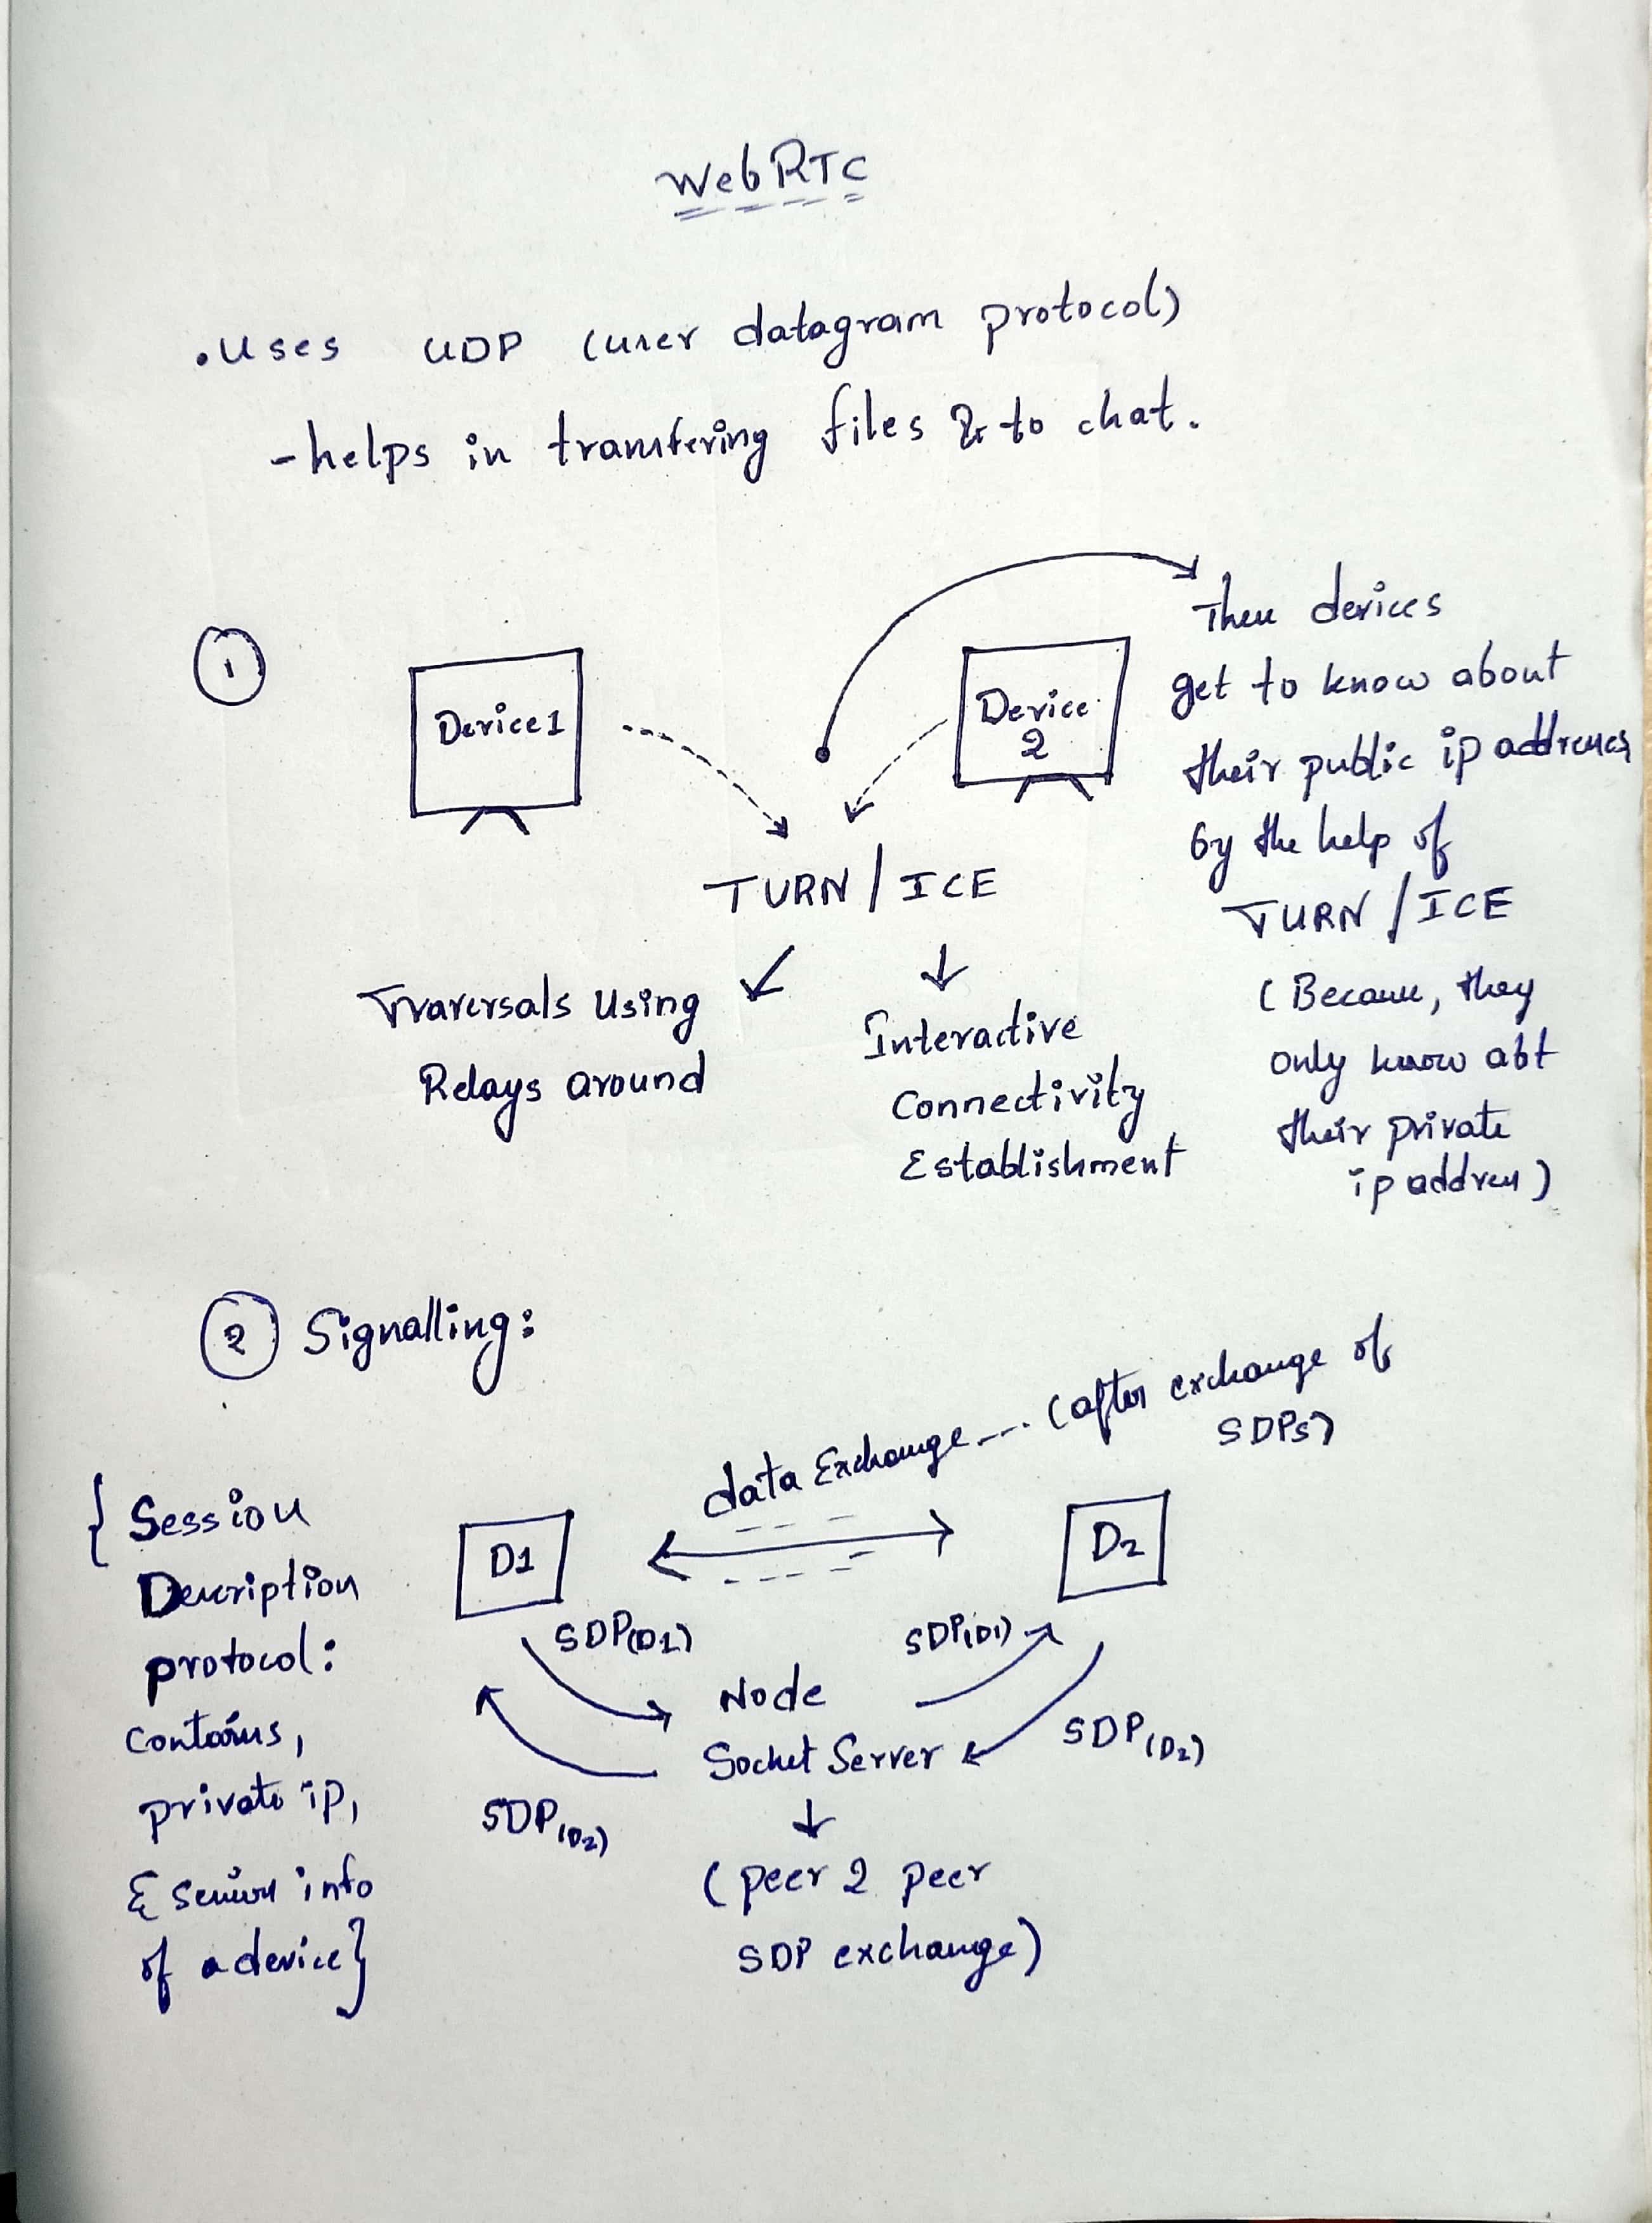 WebRTC
• Uses UDP (user datagram protocol)
- helps in transfering files & to chat.
1
Device 1
Device
2
TURN / ICE
Traversals Using
Relays around
Interactive
Connectivity
Establishment
These devices
get to know about
their public ip addresses
by the help of
TURN / ICE
(Because, they
only know abt
their private
ip address)
2 Signalling:
data Exchange --- (after exchange of
SDPs)
{ Session
Description
protocol:
contains,
private ip,
& session info
of a device}
D1
D2
SDP(D1)
SDP(D1)
Node
Socket Server
SDP(D2)
SDP(D2)
(peer 2 peer
SDP exchange)